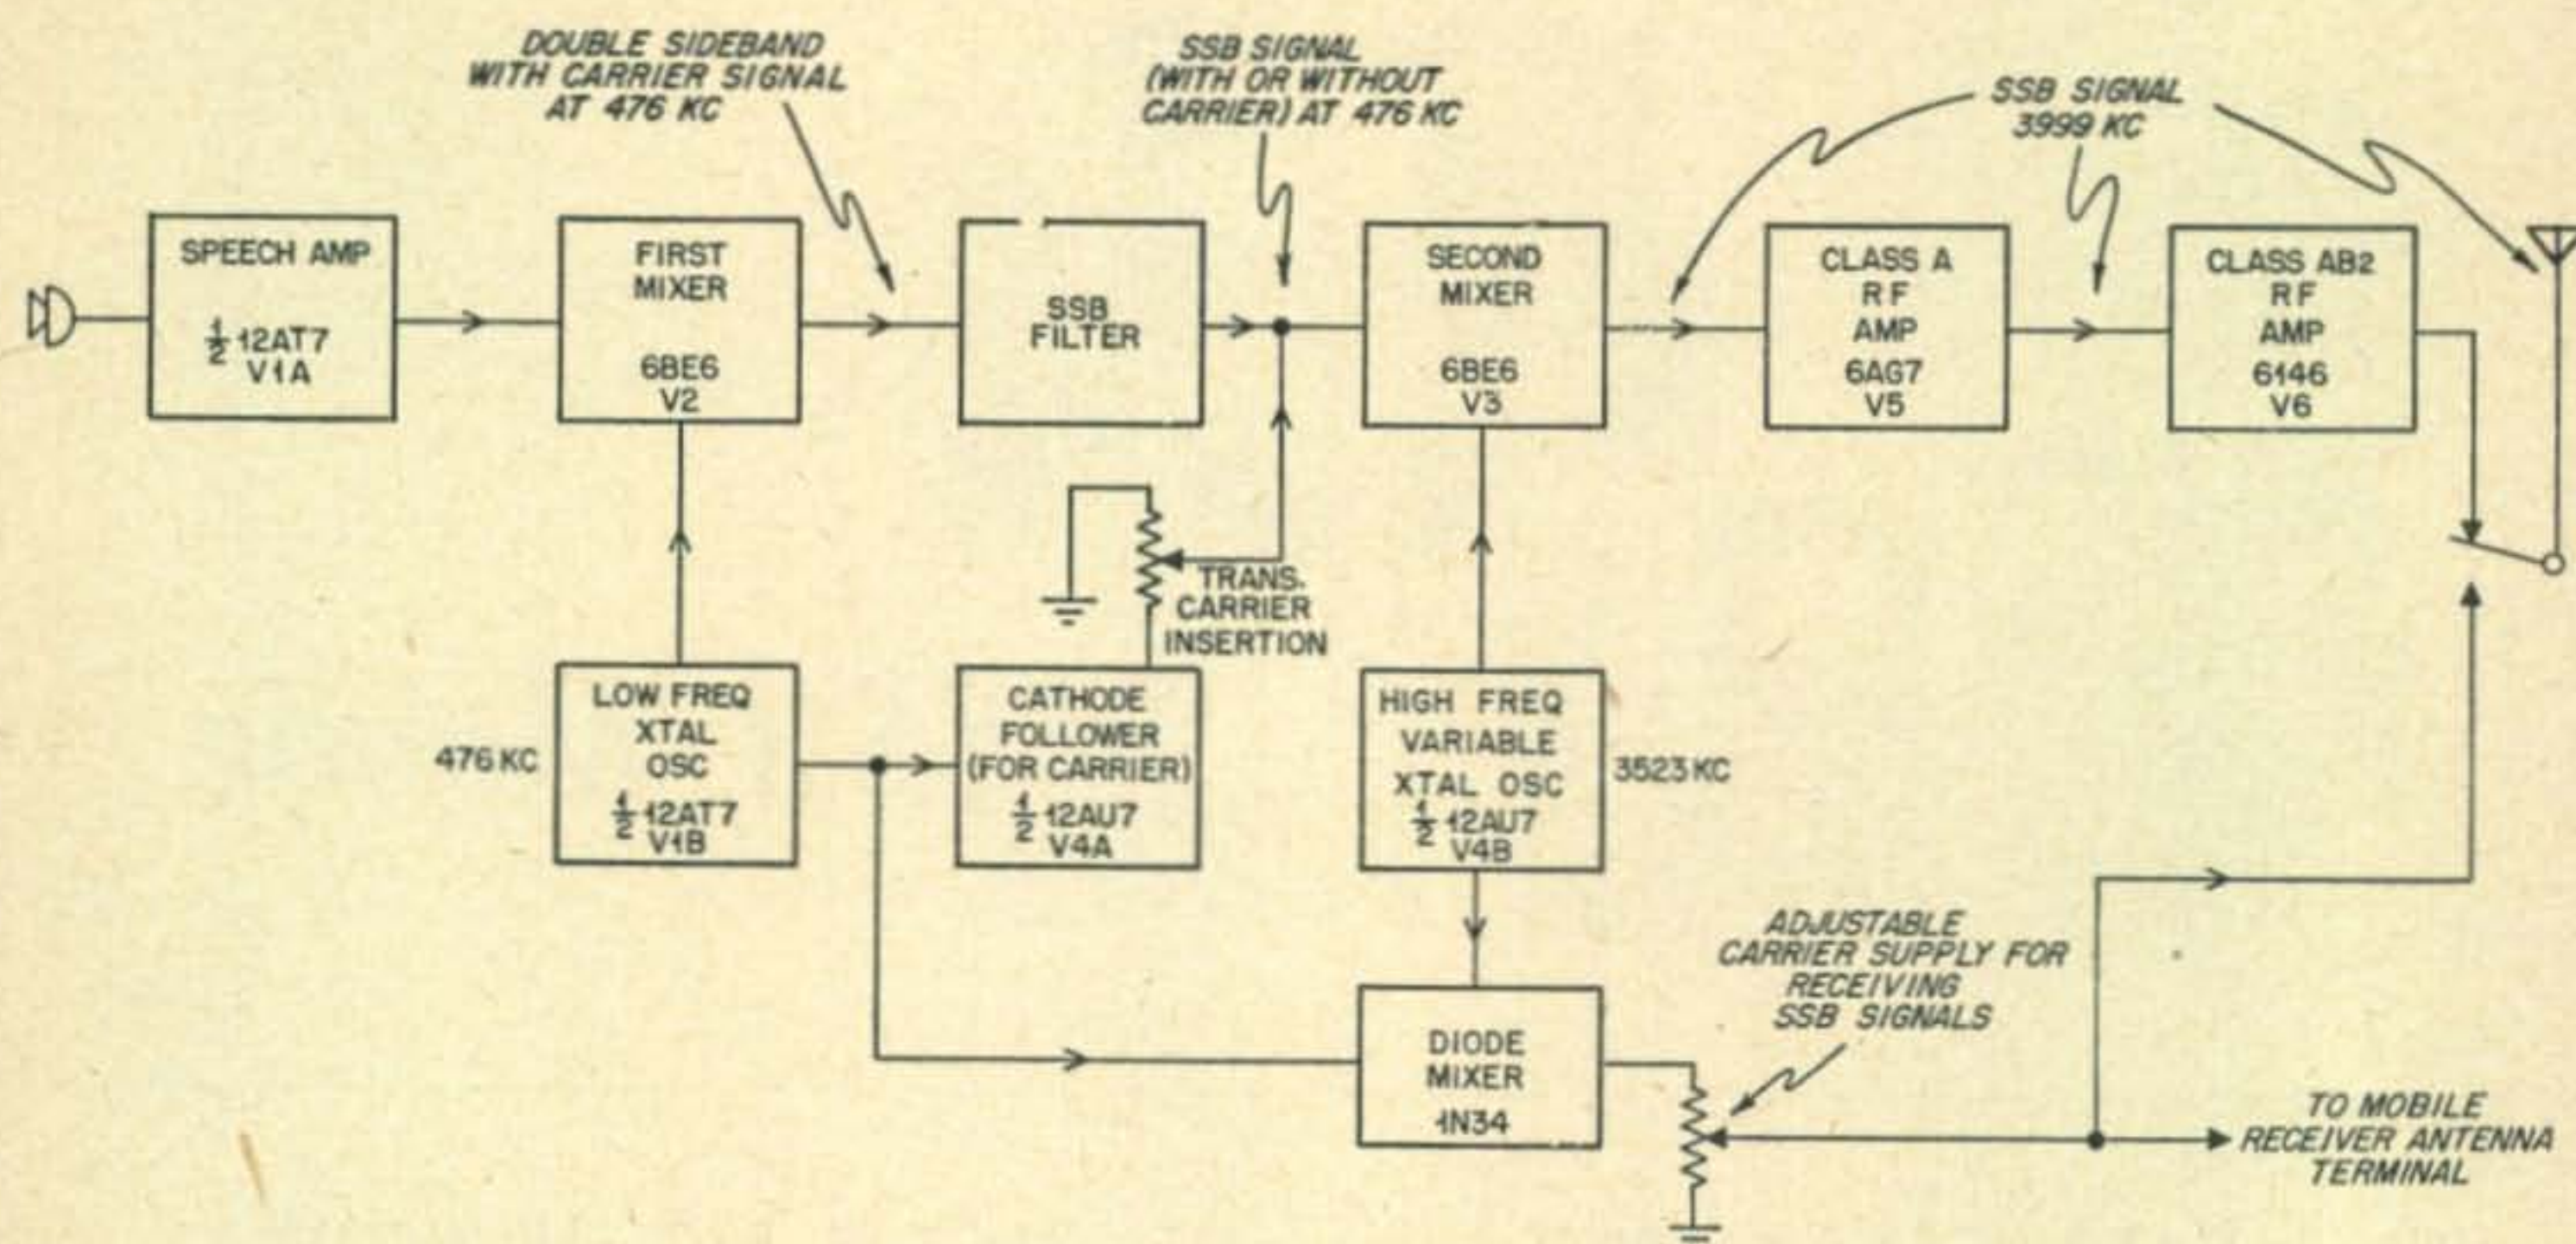 DOUBLE SIDEBAND
WITH CARRIER SIGNAL
AT 476 KC
SSB SIGNAL
(WITH OR WITHOUT
CARRIER) AT 476 KC
SSB SIGNAL
3999 KC
SPEECH AMP
1/2 12AT7
V1A
FIRST
MIXER
6BE6
V2
SSB
FILTER
SECOND
MIXER
6BE6
V3
CLASS A
RF
AMP
6AG7
V5
CLASS AB2
RF
AMP
6146
V6
TRANS.
CARRIER
INSERTION
476 KC
LOW FREQ
XTAL
OSC
1/2 12AT7
V1B
CATHODE
FOLLOWER
(FOR CARRIER)
1/2 12AU7
V4A
HIGH FREQ
VARIABLE
XTAL OSC
1/2 12AU7
V4B
3523 KC
ADJUSTABLE
CARRIER SUPPLY FOR
RECEIVING
SSB SIGNALS
DIODE
MIXER
1N34
TO MOBILE
RECEIVER ANTENNA
TERMINAL